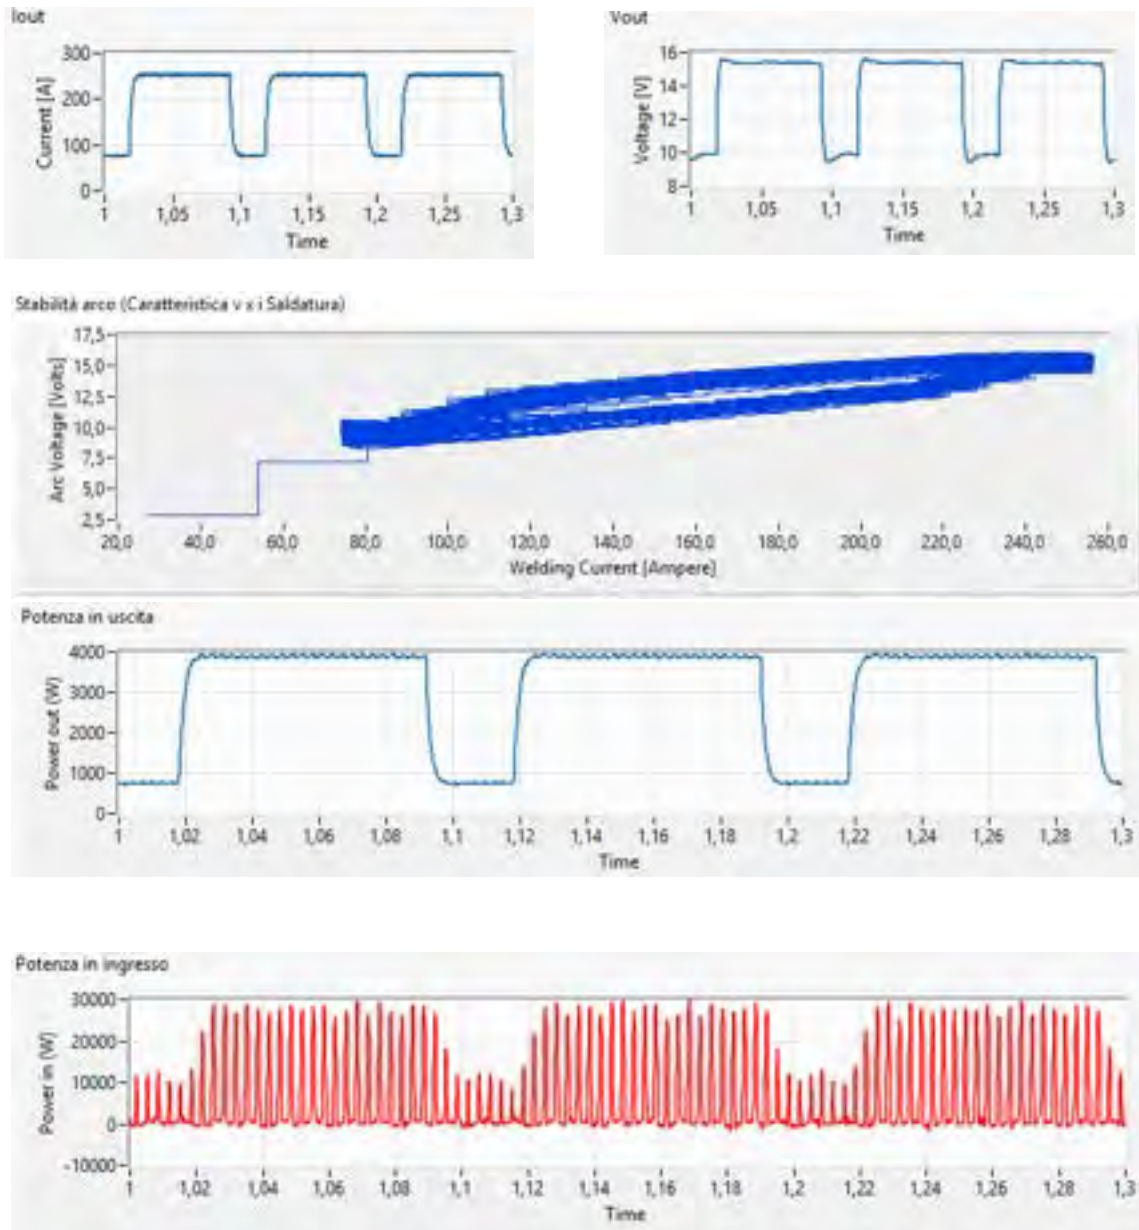 Iout
300
200
100
0
Current [A]
1 1,05 1,1 1,15 1,2 1,25 1,3
Time
Vout
16
14
12
10
8
Voltage [V]
1 1,05 1,1 1,15 1,2 1,25 1,3
Time
Stabilità arco (Caratteristica v x i Saldatura)
17,5
15,0
12,5
10,0
7,5
5,0
2,5
Arc Voltage [Volts]
20,0 40,0 60,0 80,0 100,0 120,0 140,0 160,0 180,0 200,0 220,0 240,0 260,0
Welding Current [Ampere]
Potenza in uscita
4000
3000
2000
1000
0
Power out (W)
1 1,02 1,04 1,06 1,08 1,1 1,12 1,14 1,16 1,18 1,2 1,22 1,24 1,26 1,28 1,3
Time
Potenza in ingresso
30000
20000
10000
0
-10000
Power in (W)
1 1,02 1,04 1,06 1,08 1,1 1,12 1,14 1,16 1,18 1,2 1,22 1,24 1,26 1,28 1,3
Time